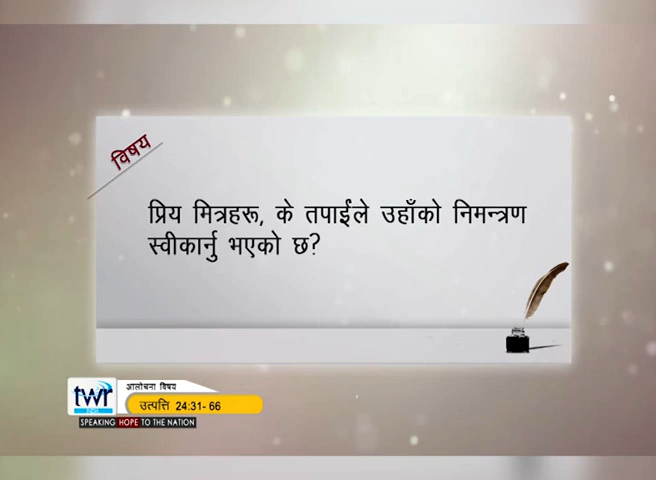 विषय
प्रिय मित्रहरू, के तपाईंले उहाँको निमन्त्रण
स्वीकार्नु भएको छ?
twr
आलोचना विषय
उत्पत्ति 24:31- 66
SPEAKING HOPE TO THE NATION